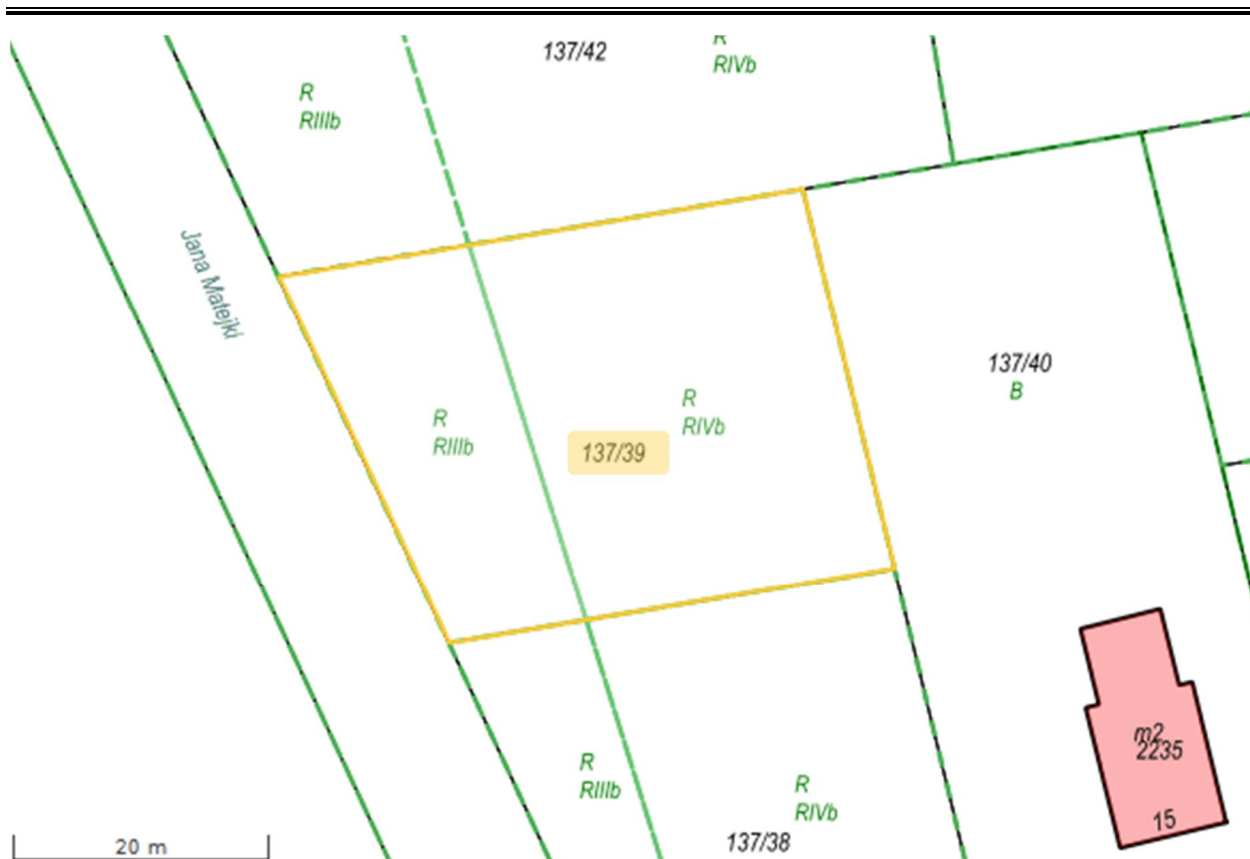 137/42
R
RIVb
R
RIIIb
Jana Matejki
137/40
B
R
RIVb
R
RIIIb
137/39
m2
2235
R
RIIIb
R
RIVb
15
137/38
20 m